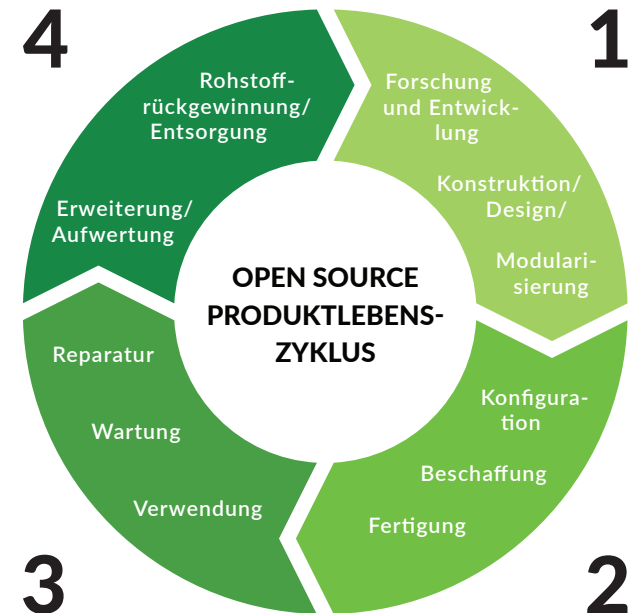 4
1
Rohstoff-
rückgewinnung/
Entsorgung
Erweiterung/
Aufwertung
Forschung
und Entwick-
lung
Konstruktion/
Design/
Modulari-
sierung
OPEN SOURCE
PRODUKTLEBENS-
ZYKLUS
Reparatur
Wartung
Verwendung
Konfigura-
tion
Beschaffung
Fertigung
3
2